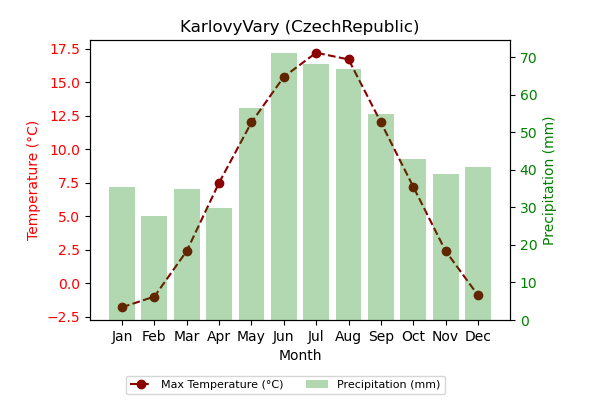 KarlovyVary (CzechRepublic)
17.5
15.0
12.5
10.0
7.5
5.0
2.5
0.0
−2.5
Temperature (°C)
70
60
50
40
30
20
10
0
Precipitation (mm)
Jan Feb Mar Apr May Jun Jul Aug Sep Oct Nov Dec
Month
Max Temperature (°C) Precipitation (mm)